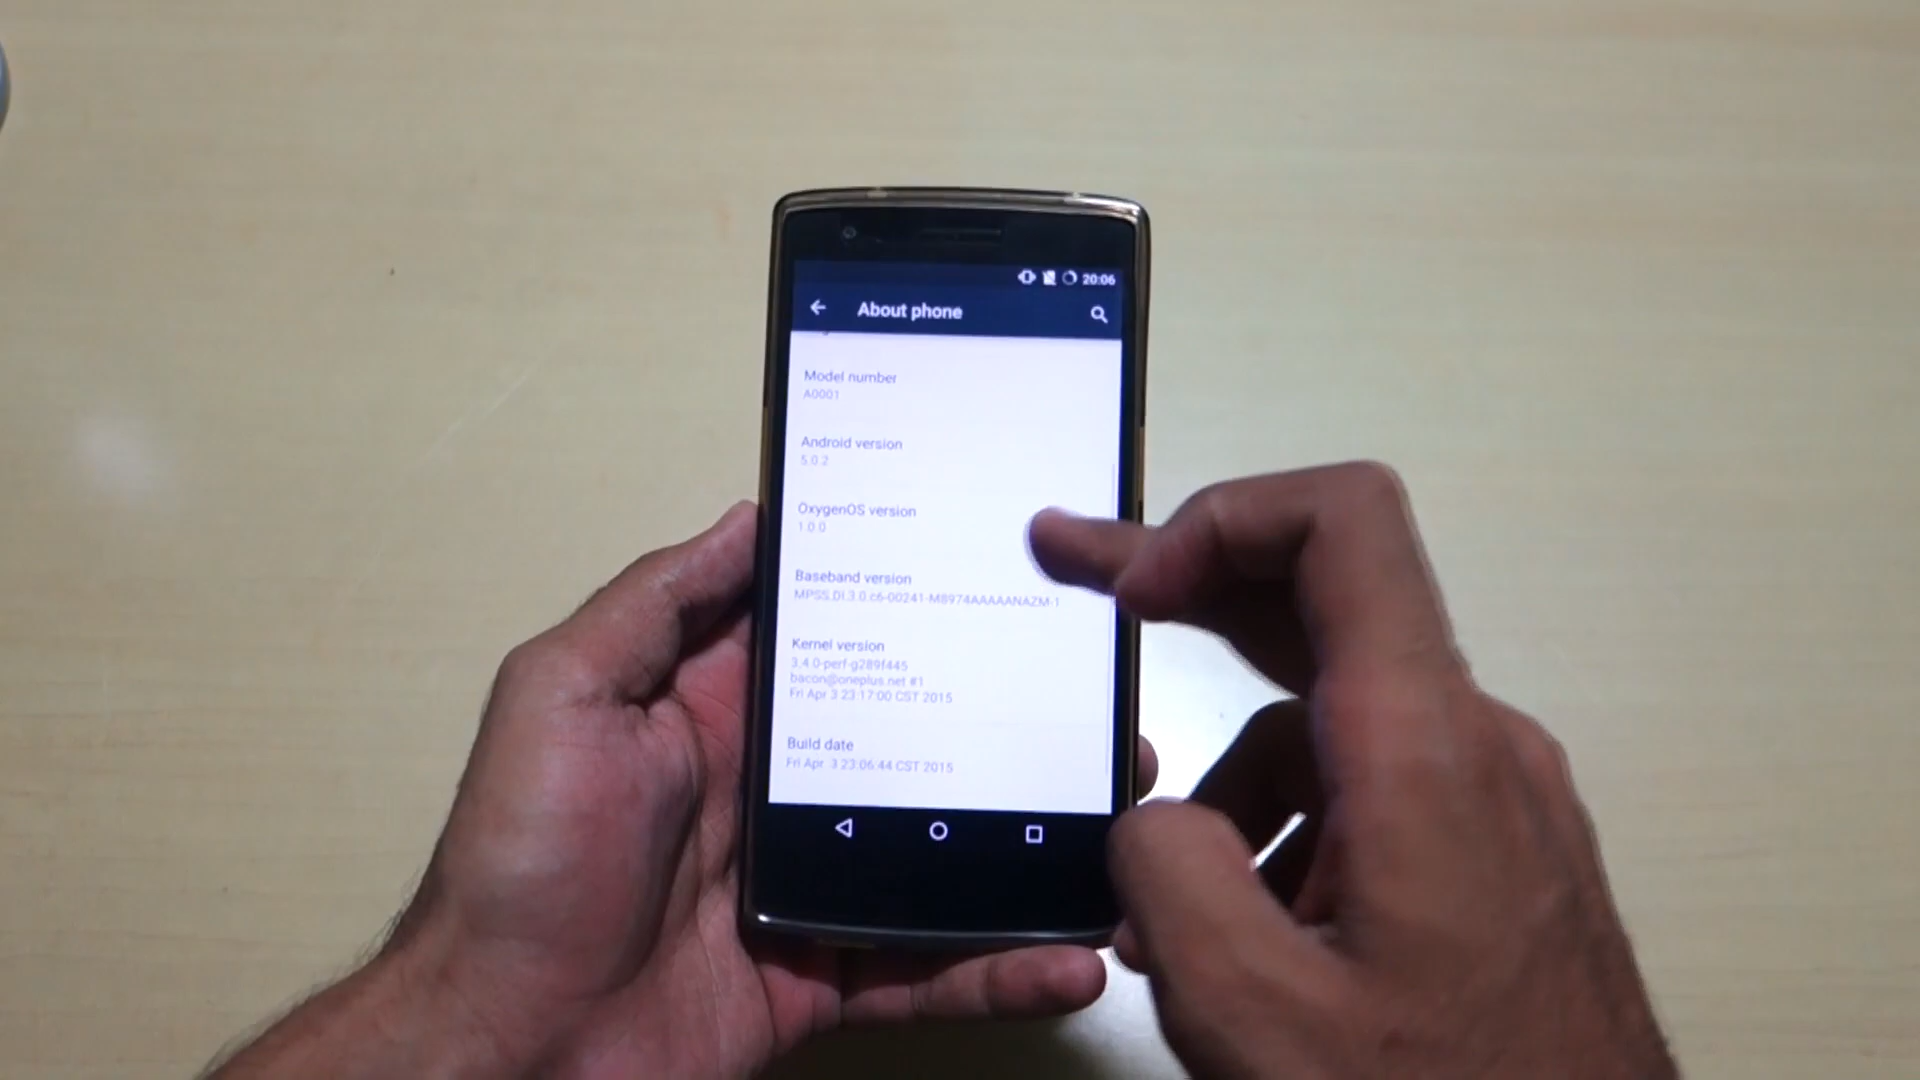 20:06
About phone
Model number
A0001
Android version
5.0.2
OxygenOS version
1.0.0
Baseband version
MPSS.DI.3.0.c6-00241-M8974AAAAANAZM-1
Kernel version
3.4.0-perf-g289f445
bacon@oneplus.net #1
Fri Apr 3 23:17:00 CST 2015
Build date
Fri Apr 3 23:06:44 CST 2015